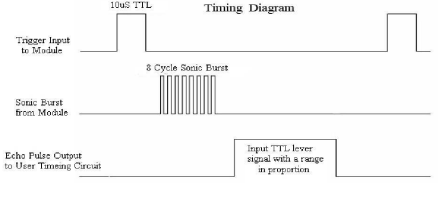 10uS TTL
Timing Diagram
Trigger Input
to Module
8 Cycle Sonic Burst
Sonic Burst
from Module
Echo Pulse Output
to User Timeing Circuit
Input TTL lever
signal with a range
in proportion